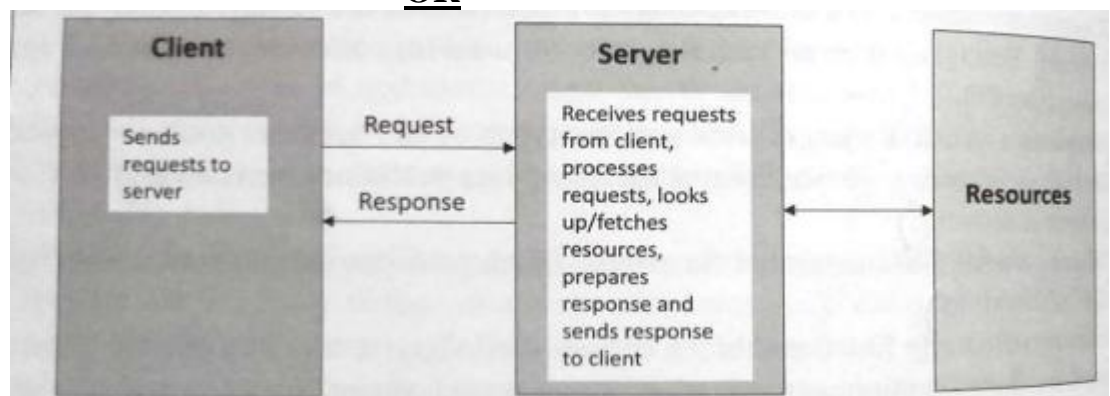 OR
Client
Sends
requests to
server
Request
Response
Server
Receives requests
from client,
processes
requests, looks
up/fetches
resources,
prepares
response and
sends response
to client
Resources